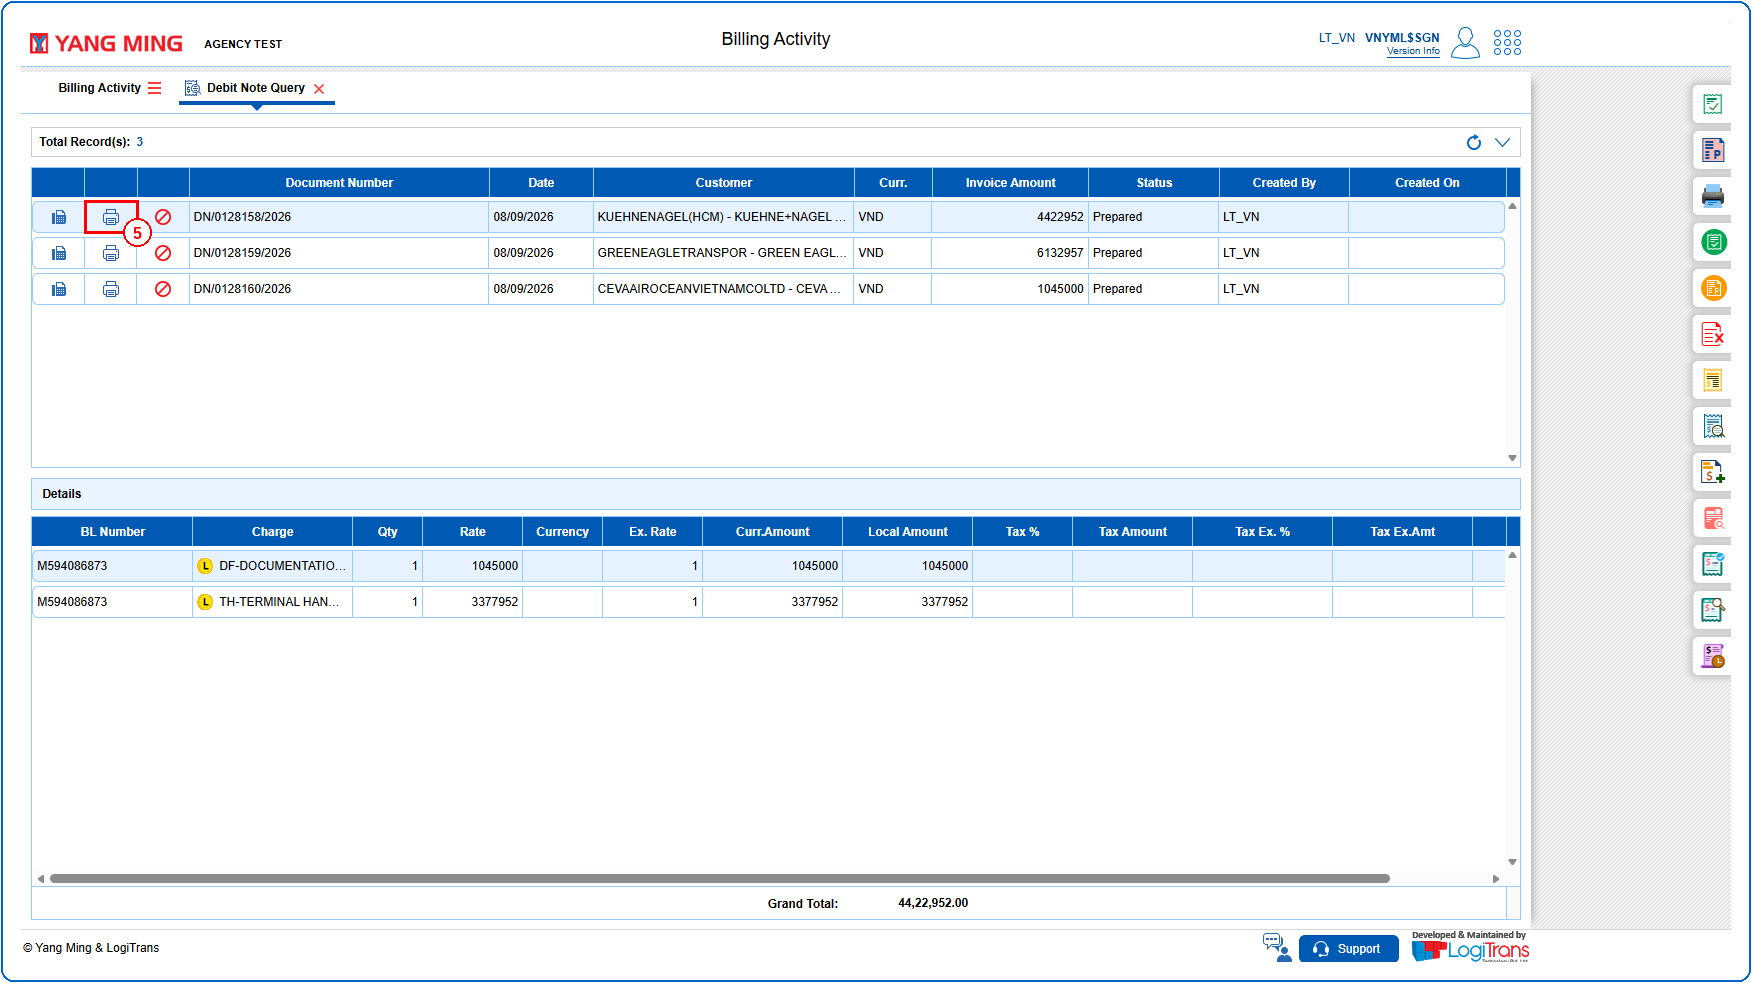 YANG MING AGENCY TEST
Billing Activity
LT_VN VNYML$SGN
Version Info
Billing Activity Debit Note Query
Total Record(s): 3
Document Number Date Customer Curr. Invoice Amount Status Created By Created On
DN/0128158/2026 08/09/2026 KUEHNENAGEL(HCM) - KUEHNE+NAGEL ... VND 4422952 Prepared LT_VN
5
DN/0128159/2026 08/09/2026 GREENEAGLETRANSPOR - GREEN EAGL... VND 6132957 Prepared LT_VN
DN/0128160/2026 08/09/2026 CEVAAIROCEANVIETNAMCOLTD - CEVA ... VND 1045000 Prepared LT_VN
Details
BL Number Charge Qty Rate Currency Ex. Rate Curr.Amount Local Amount Tax % Tax Amount Tax Ex. % Tax Ex.Amt
M594086873 L DF-DOCUMENTATIO... 1 1045000 1 1045000 1045000
M594086873 L TH-TERMINAL HAN... 1 3377952 1 3377952 3377952
Grand Total: 44,22,952.00
© Yang Ming & LogiTrans
Support
Developed & Maintained by
LogiTrans
Technology Pvt. Ltd.